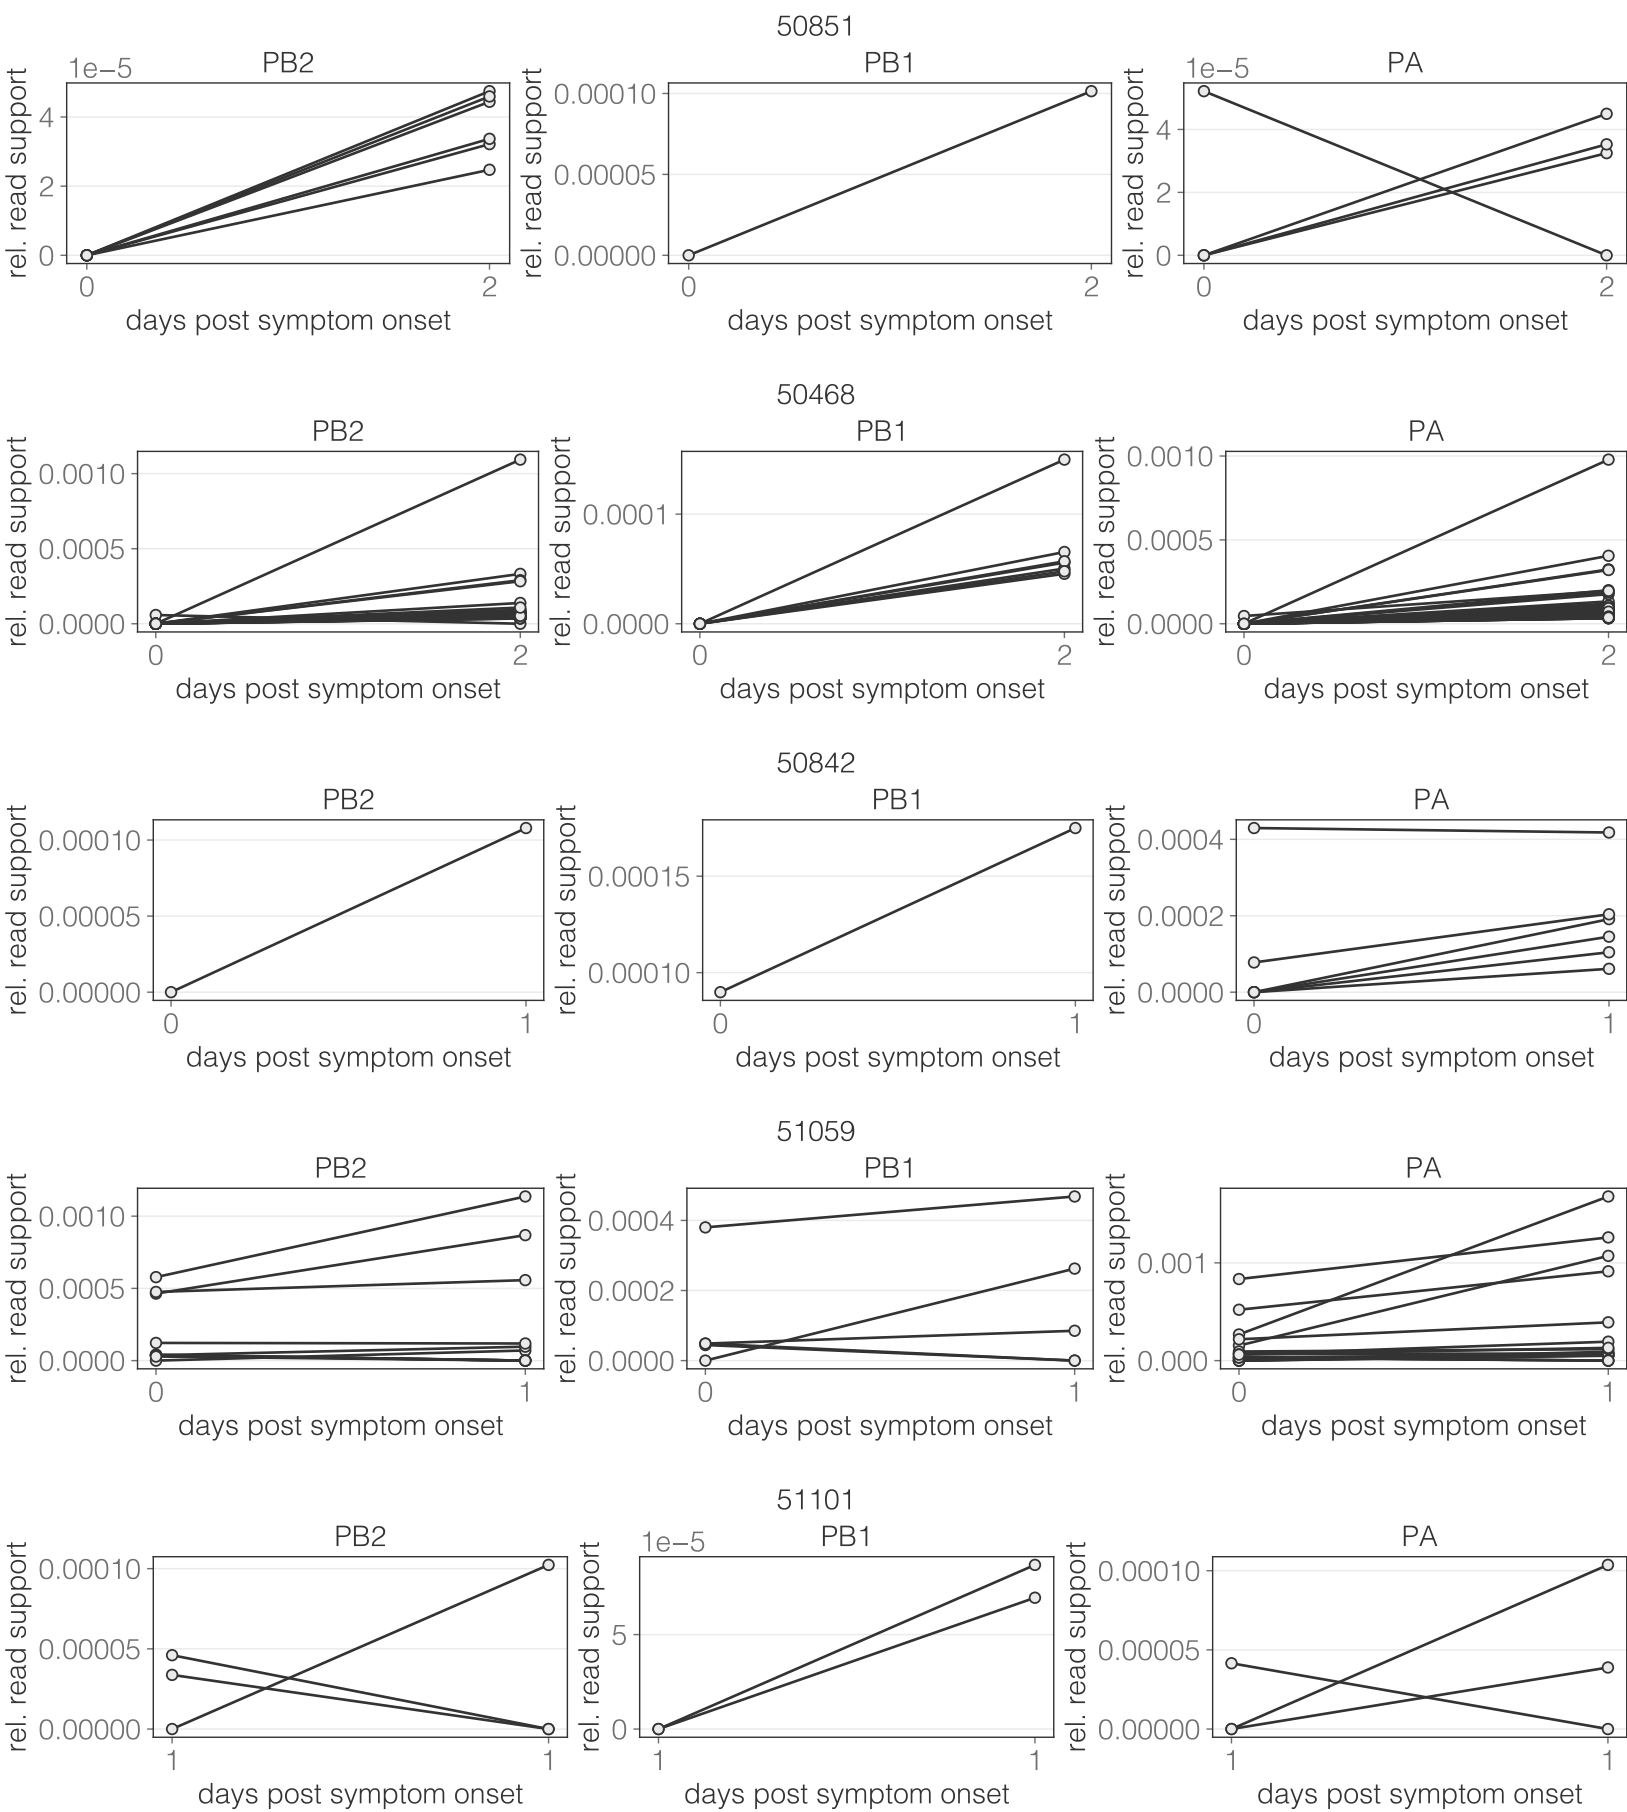 50851
PB2 PB1 PA
1e−5 1e−5
rel. read support rel. read support rel. read support
4 0.00010 4
2 0.00005 2
0 0.00000 0
0 2 0 2 0 2
days post symptom onset days post symptom onset days post symptom onset
50468
PB2 PB1 PA
rel. read support rel. read support rel. read support
0.0010 0.0001 0.0010
0.0005 0.0005
0.0000 0.0000 0.0000
0 2 0 2 0 2
days post symptom onset days post symptom onset days post symptom onset
50842
PB2 PB1 PA
rel. read support rel. read support rel. read support
0.00010 0.00015 0.0004
0.00005 0.00010 0.0002
0.00000 0.0000
0 1 0 1 0 1
days post symptom onset days post symptom onset days post symptom onset
51059
PB2 PB1 PA
rel. read support rel. read support rel. read support
0.0010 0.0004 0.001
0.0005 0.0002
0.0000 0.0000 0.000
0 1 0 1 0 1
days post symptom onset days post symptom onset days post symptom onset
51101
PB2 PB1 PA
1e−5
rel. read support rel. read support rel. read support
0.00010 5 0.00010
0.00005 0.00005
0.00000 0 0.00000
1 1 1 1 1 1
days post symptom onset days post symptom onset days post symptom onset